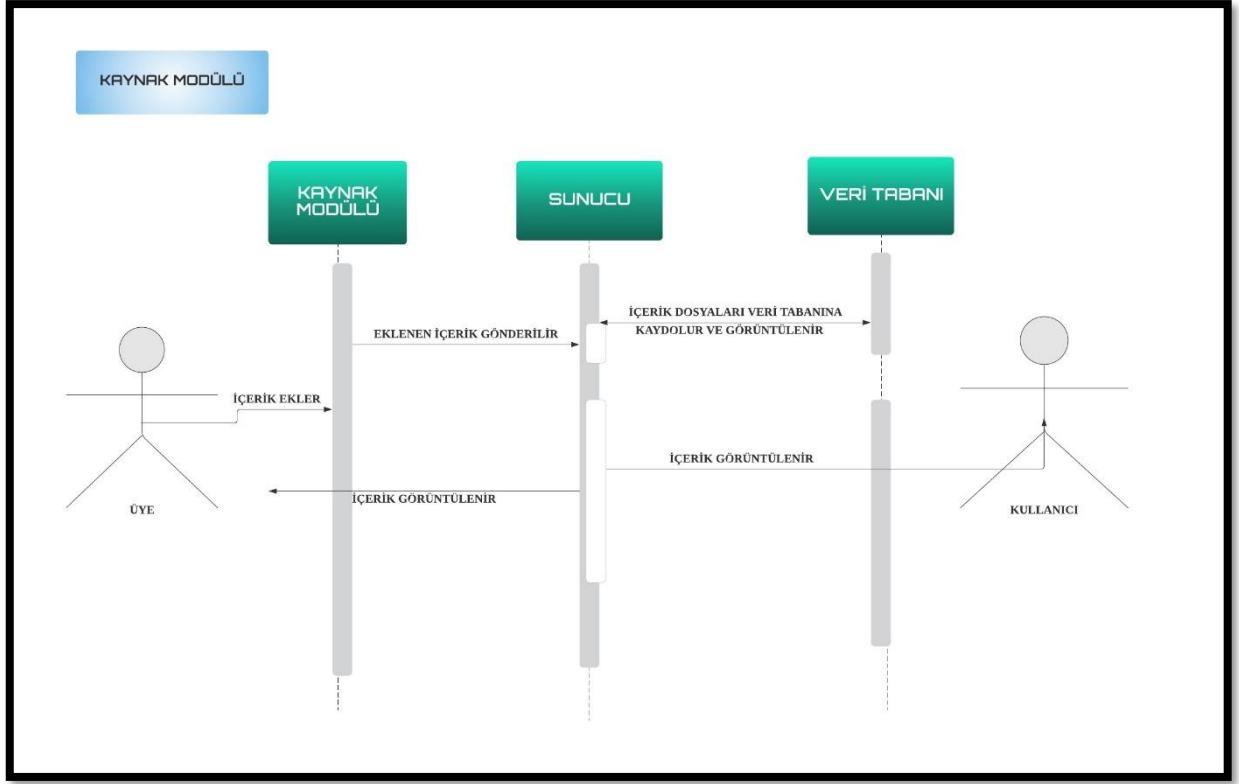 KAYNAK MODÜLÜ
KAYNAK
MODÜLÜ
SUNUCU
VERİ TABANI
İÇERİK DOSYALARI VERİ TABANINA
KAYDOLUR VE GÖRÜNTÜLENİR
EKLENEN İÇERİK GÖNDERİLİR
İÇERİK EKLER
İÇERİK GÖRÜNTÜLENİR
İÇERİK GÖRÜNTÜLENİR
ÜYE
KULLANICI